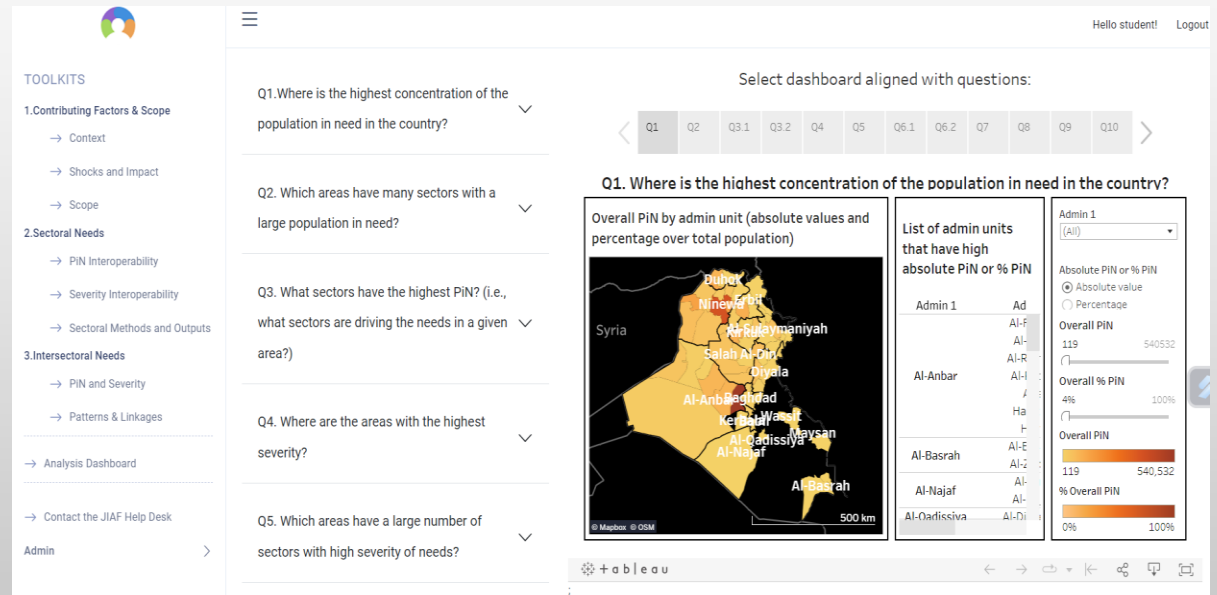 Hello student!
Logout
TOOLKITS
1.Contributing Factors & Scope
Context
Shocks and Impact
Scope
2.Sectoral Needs
PiN Interoperability
Severity Interoperability
Sectoral Methods and Outputs
3.Intersectoral Needs
PiN and Severity
Patterns & Linkages
Analysis Dashboard
Contact the JIAF Help Desk
Admin
Q1.Where is the highest concentration of the
population in need in the country?
Q2. Which areas have many sectors with a
large population in need?
Q3. What sectors have the highest PiN? (i.e.,
what sectors are driving the needs in a given
area?)
Q4. Where are the areas with the highest
severity?
Q5. Which areas have a large number of
sectors with high severity of needs?
Select dashboard aligned with questions:
Q1 Q2 Q3.1 Q3.2 Q4 Q5 Q6.1 Q6.2 Q7 Q8 Q9 Q10
Q1. Where is the highest concentration of the population in need in the country?
Overall PiN by admin unit (absolute values and
percentage over total population)
Syria
Duhok
Ninewa
Erbil
Al-Sulaymaniyah
Kirkuk
Salah Al-Din
Diyala
Al-Anbar
Baghdad
Wassit
Maysan
Al-Qadissiya
Al-Najaf
Al-Basrah
500 km
© Mapbox © OSM
List of admin units
that have high
absolute PiN or % PiN
Admin 1 Ad
Al-Anbar
Ha
Al-Basrah
Al-Najaf
Al-Qadissiya
Al-Di
Admin 1
(All)
Absolute PiN or % PiN
Absolute value
Percentage
Overall PiN
119 540532
Overall % PiN
4% 100%
Overall PiN
119 540,532
% Overall PiN
0% 100%
+ a b l e a u